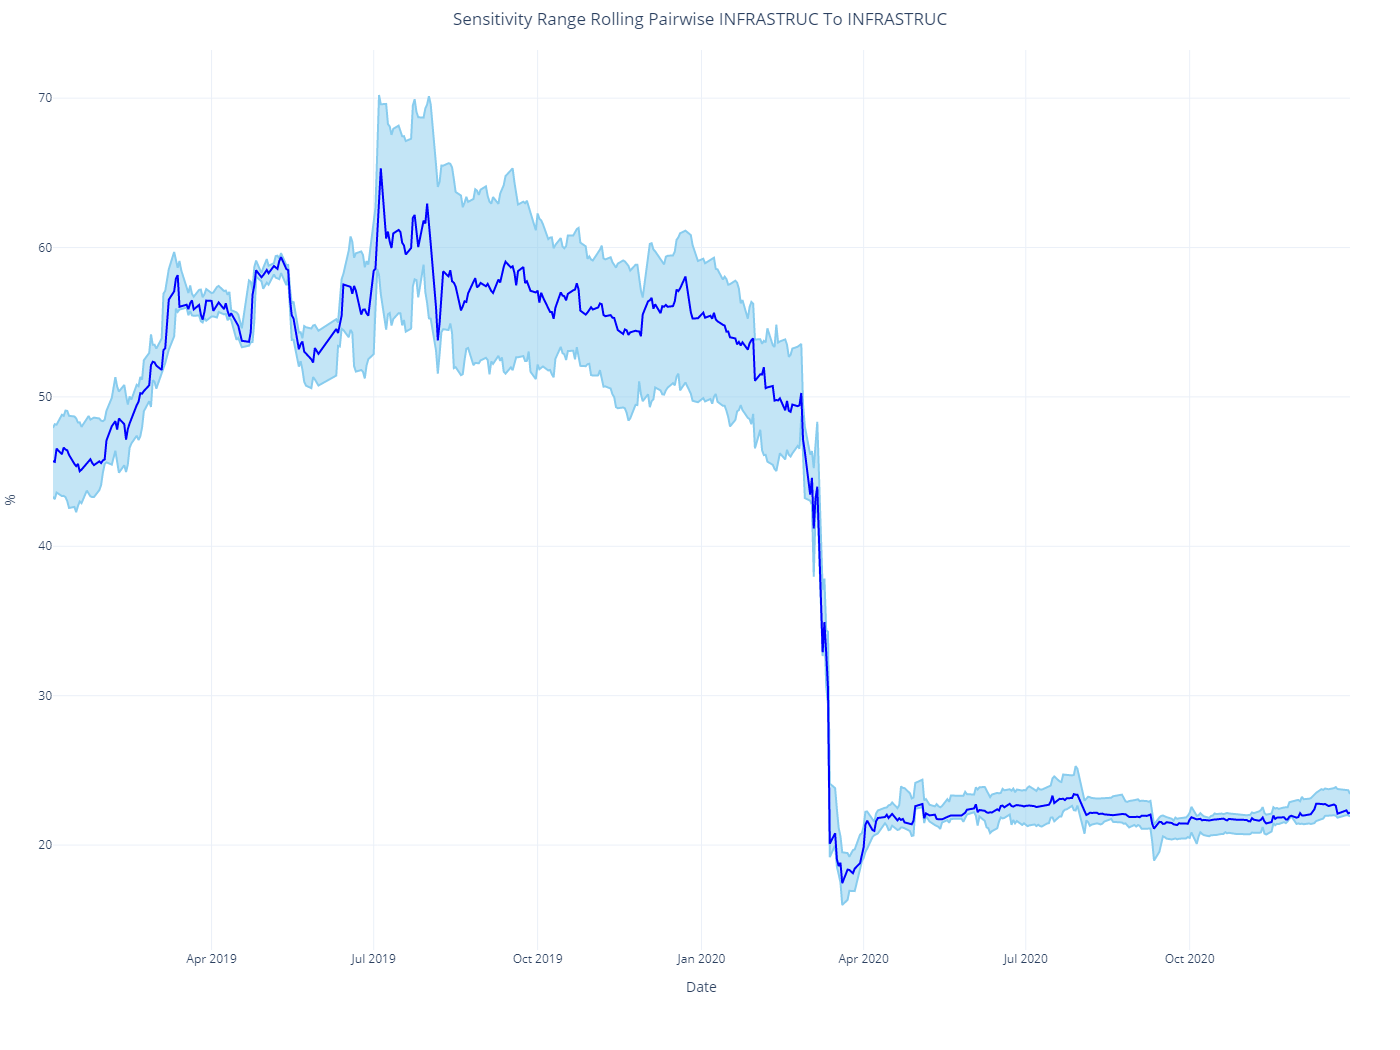 Sensitivity Range Rolling Pairwise INFRASTRUC To INFRASTRUC
70
60
50
40
30
20
%
Apr 2019
Jul 2019
Oct 2019
Jan 2020
Apr 2020
Jul 2020
Oct 2020
Date